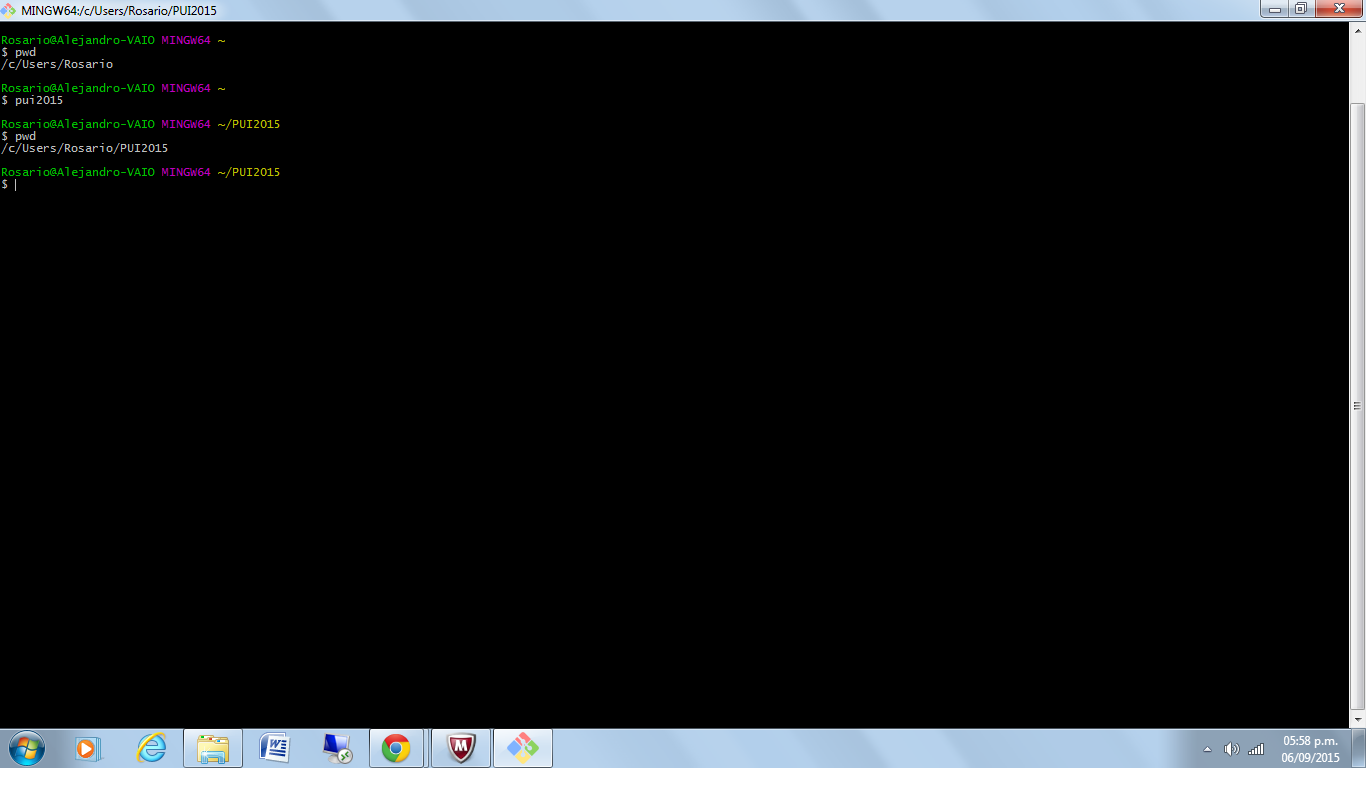 MINGW64:/c/Users/Rosario/PUI2015
Rosario@Alejandro-VAIO MINGW64 ~
$ pwd
/c/Users/Rosario
Rosario@Alejandro-VAIO MINGW64 ~
$ pui2015
Rosario@Alejandro-VAIO MINGW64 ~/PUI2015
$ pwd
/c/Users/Rosario/PUI2015
Rosario@Alejandro-VAIO MINGW64 ~/PUI2015
$
05:58 p.m.
06/09/2015